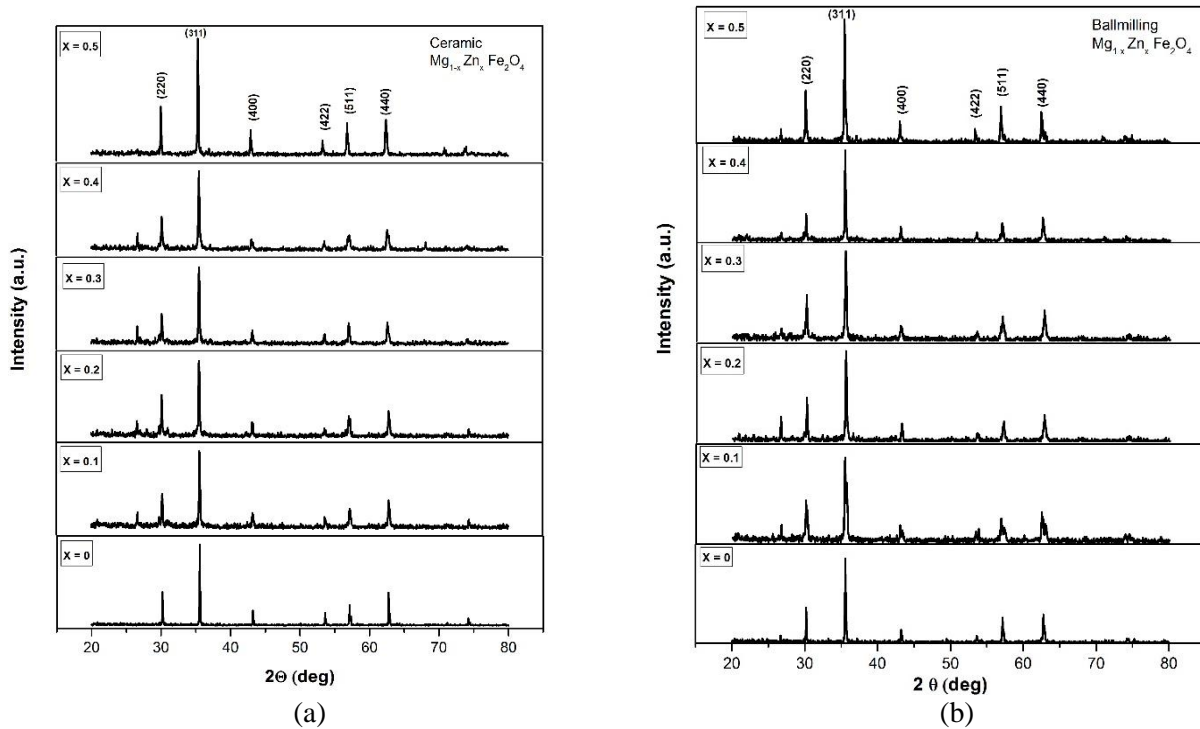 X = 0.5
(220)
(311)
(400)
(422)
(511)
(440)
Ceramic
Mg₁₋ₓ Znₓ Fe₂O₄
X = 0.4
X = 0.3
X = 0.2
X = 0.1
X = 0
Intensity (a.u.)
20 30 40 50 60 70 80
2Θ (deg)
(a)
X = 0.5
(220)
(311)
(400)
(422)
(511)
(440)
Ballmilling
Mg₁₋ₓ Znₓ Fe₂O₄
X = 0.4
X = 0.3
X = 0.2
X = 0.1
X = 0
Intensity (a.u.)
20 30 40 50 60 70 80
2 θ (deg)
(b)